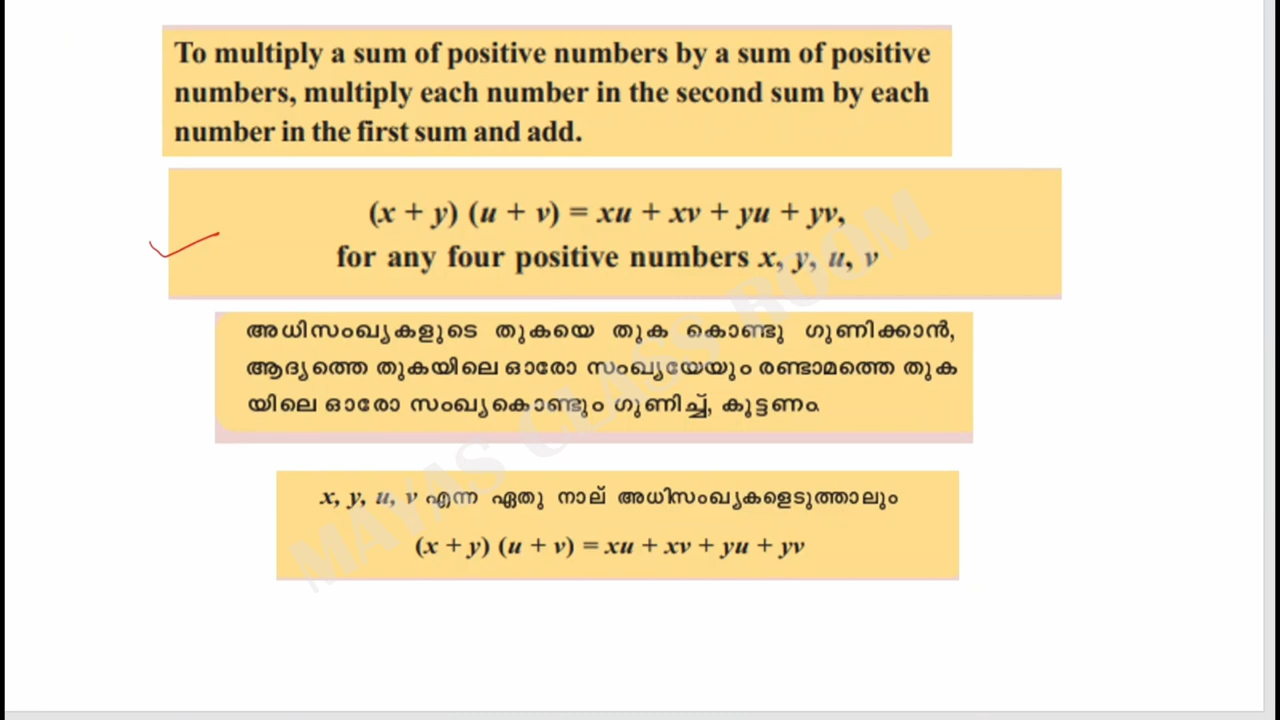 To multiply a sum of positive numbers by a sum of positive
numbers, multiply each number in the second sum by each
number in the first sum and add.
(x + y) (u + v) = xu + xv + yu + yv,
for any four positive numbers x, y, u, v
അധിസംഖ്യകളുടെ തുകയെ തുക കൊണ്ടു ഗുണിക്കാൻ,
ആദ്യത്തെ തുകയിലെ ഓരോ സംഖ്യയേയും രണ്ടാമത്തെ തുക
യിലെ ഓരോ സംഖ്യകൊണ്ടും ഗുണിച്ച്, കൂട്ടണം.
x, y, u, v എന്ന ഏതു നാല് അധിസംഖ്യകളെടുത്താലും
(x + y) (u + v) = xu + xv + yu + yv
MAYAS CLASS ROOM